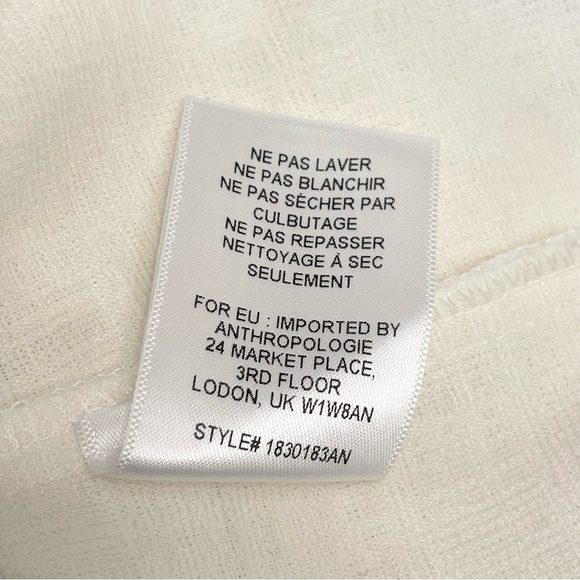 NE PAS LAVER
NE PAS BLANCHIR
NE PAS SÈCHER PAR
CULBUTAGE
NE PAS REPASSER
NETTOYAGE À SEC
SEULEMENT
FOR EU : IMPORTED BY
ANTHROPOLOGIE
24 MARKET PLACE,
3RD FLOOR
LODON, UK W1W8AN
STYLE# 1830183AN